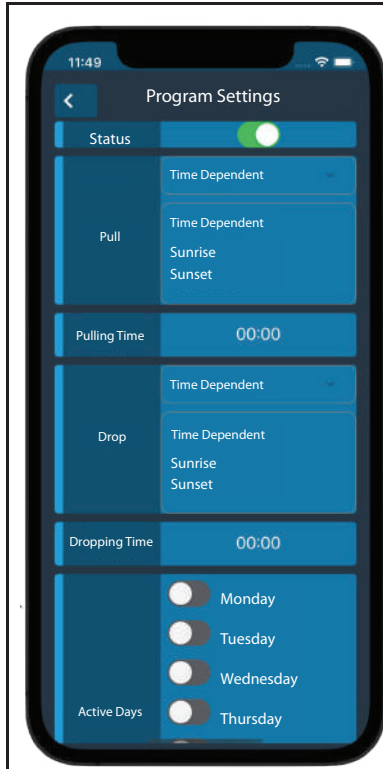 11:49
Program Settings
Status
Pull
Time Dependent
Time Dependent
Sunrise
Sunset
Pulling Time
00:00
Drop
Time Dependent
Time Dependent
Sunrise
Sunset
Dropping Time
00:00
Active Days
Monday
Tuesday
Wednesday
Thursday